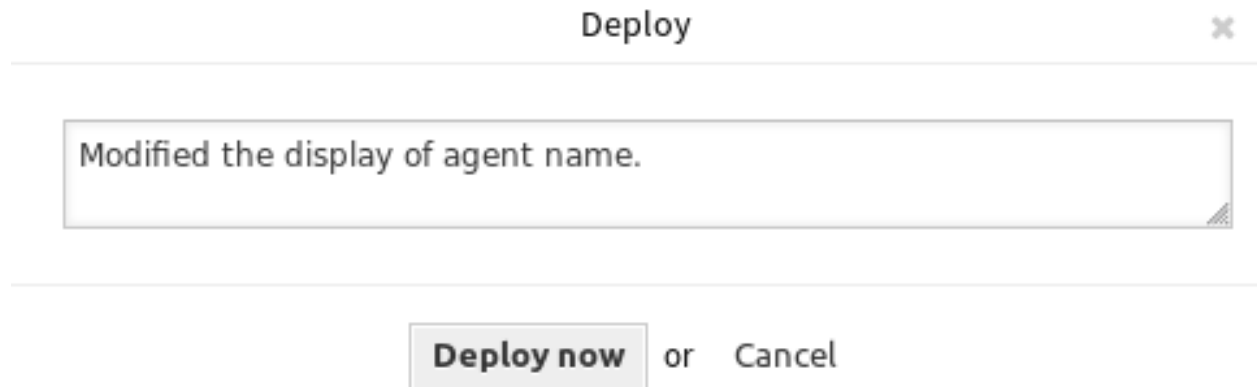 Deploy
Modified the display of agent name.
Deploy now or Cancel